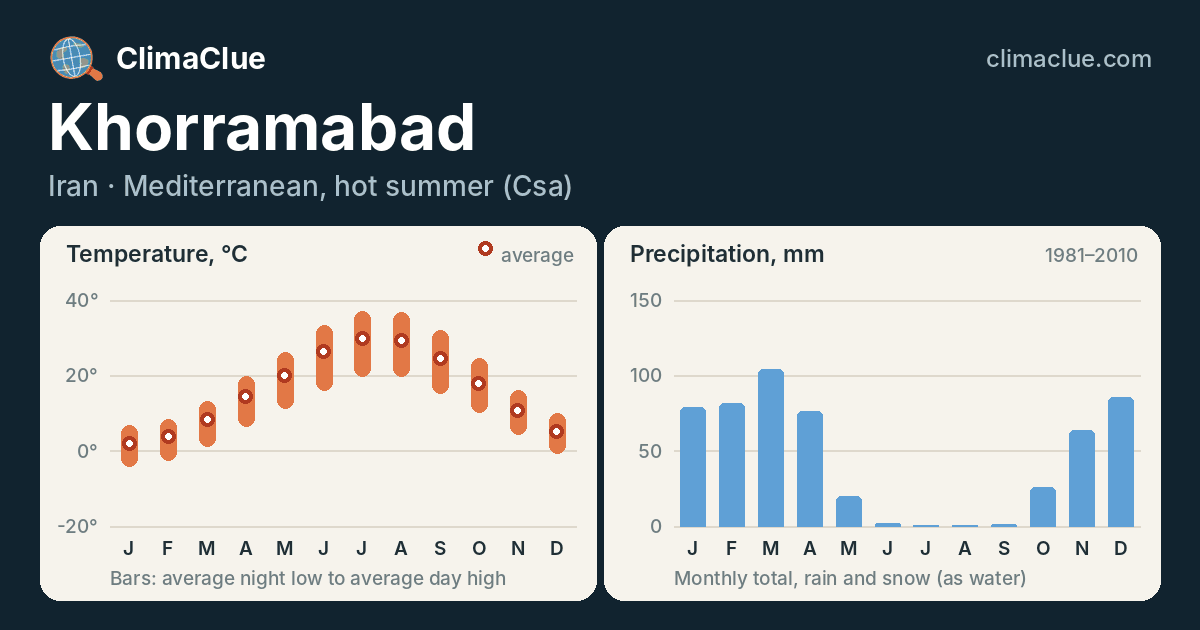 ClimaClue
climaclue.com
Khorramabad
Iran · Mediterranean, hot summer (Csa)
Temperature, °C
average
40°
20°
0°
-20°
J F M A M J J A S O N D
Bars: average night low to average day high
Precipitation, mm
1981–2010
150
100
50
0
J F M A M J J A S O N D
Monthly total, rain and snow (as water)